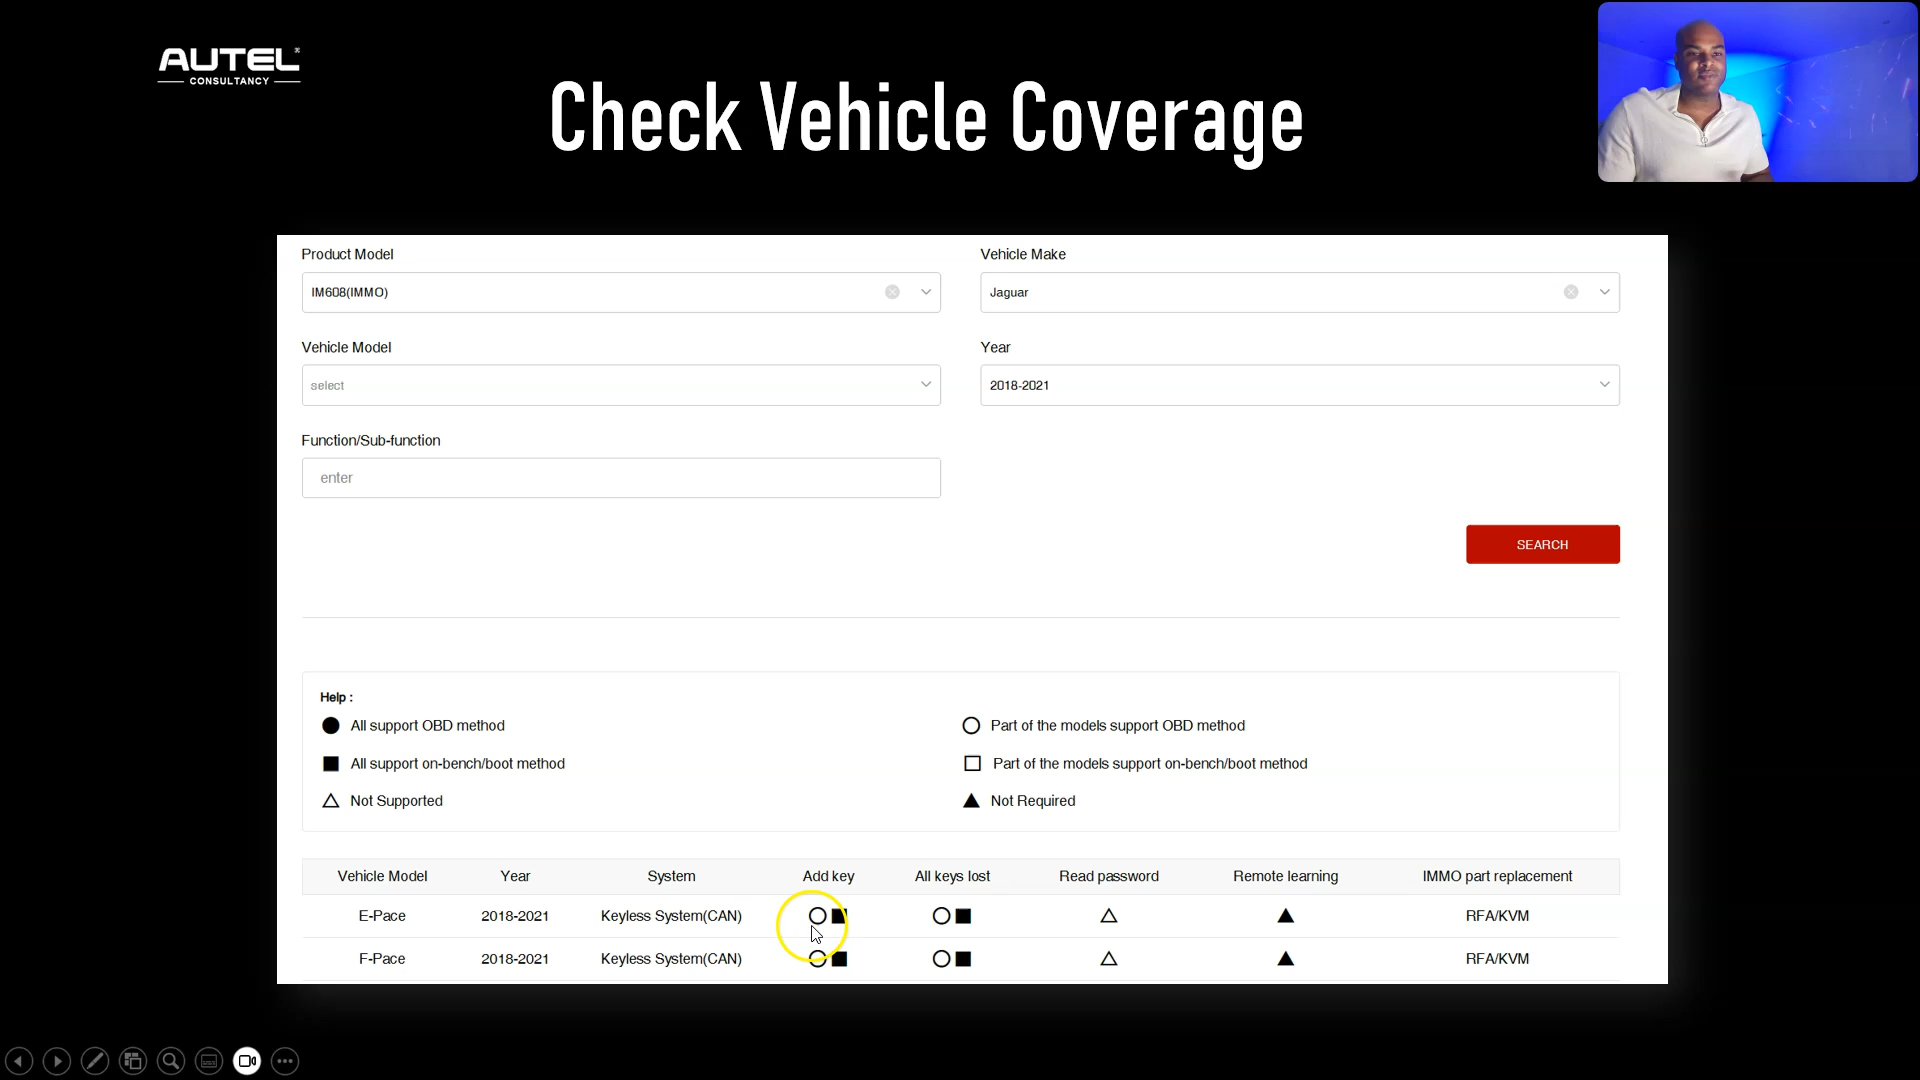 AUTEL®
CONSULTANCY
Check Vehicle Coverage
Product Model
Vehicle Make
IM608(IMMO)
Jaguar
Vehicle Model
Year
select
2018-2021
Function/Sub-function
enter
SEARCH
Help :
All support OBD method
Part of the models support OBD method
All support on-bench/boot method
Part of the models support on-bench/boot method
Not Supported
Not Required
Vehicle Model Year System Add key All keys lost Read password Remote learning IMMO part replacement
E-Pace 2018-2021 Keyless System(CAN) RFA/KVM
F-Pace 2018-2021 Keyless System(CAN) RFA/KVM